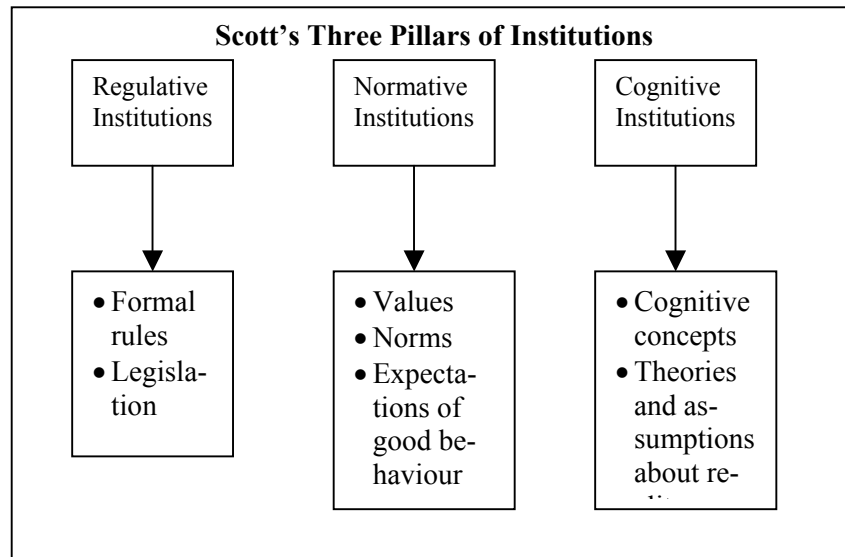 Scott's Three Pillars of Institutions
Regulative
Institutions
Normative
Institutions
Cognitive
Institutions
• Formal
rules
• Legisla-
tion
• Values
• Norms
• Expecta-
tions of
good be-
haviour
• Cognitive
concepts
• Theories
and as-
sumptions
about re-